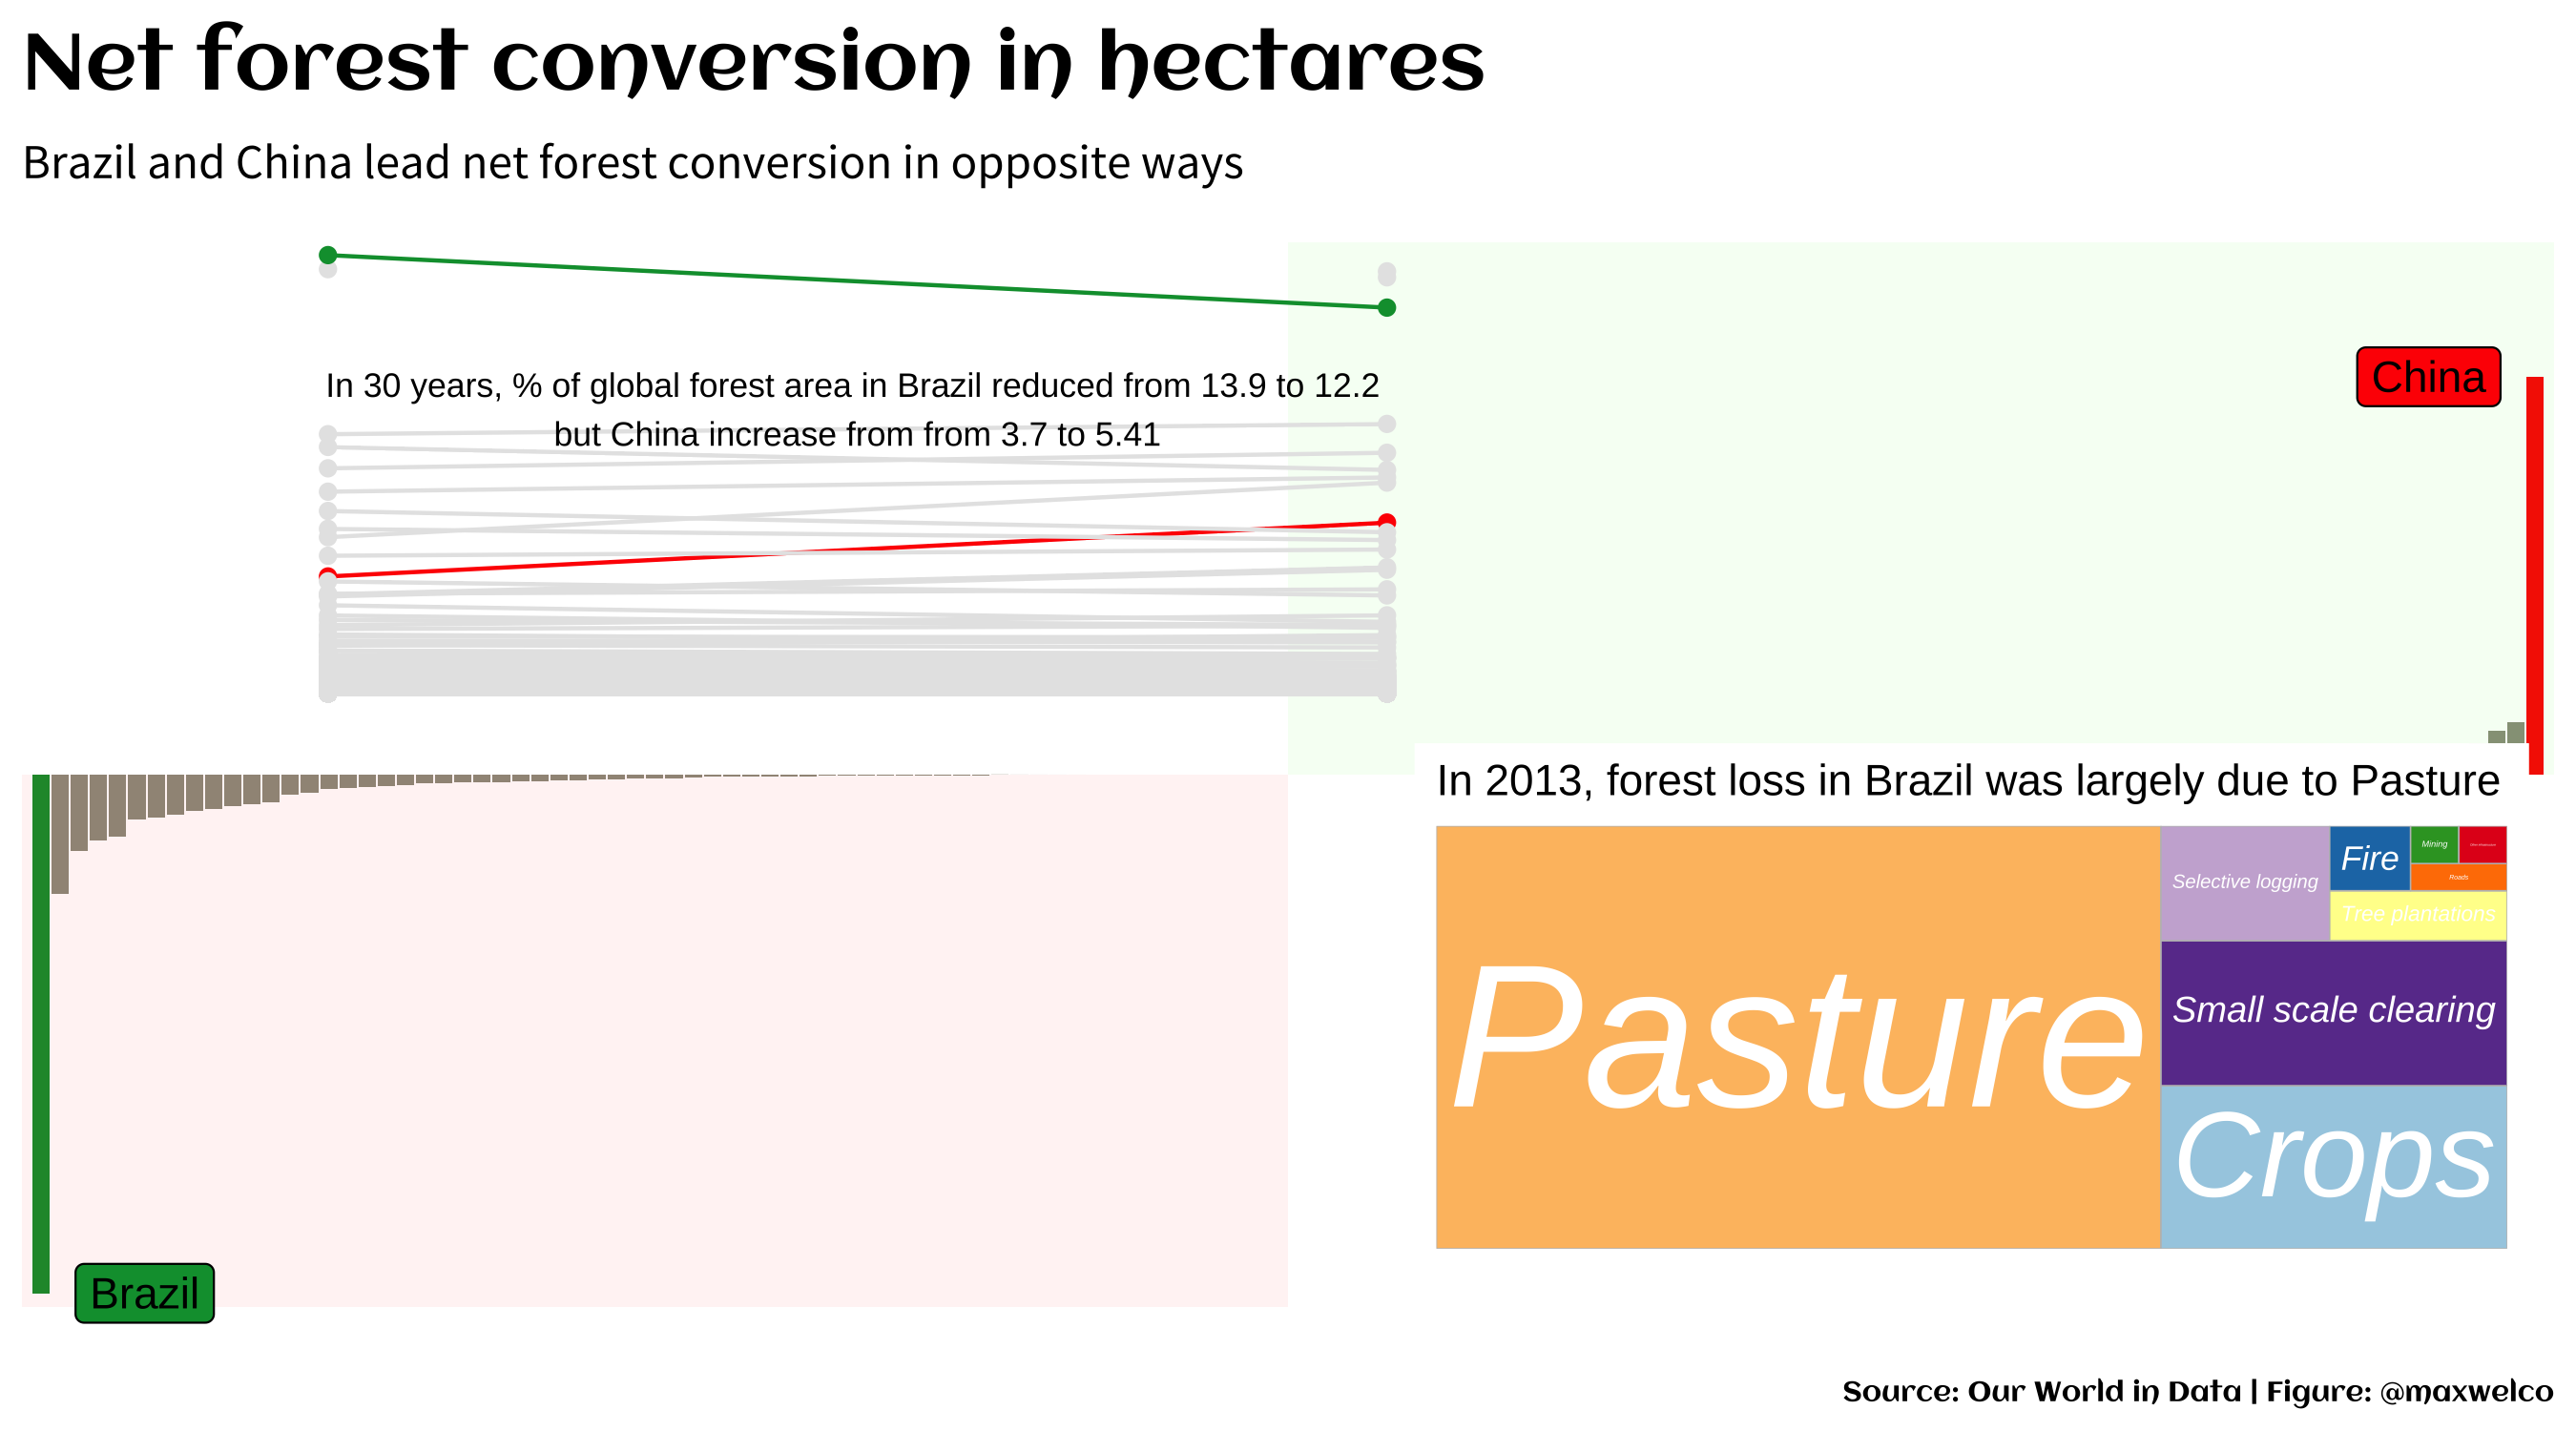 Net forest conversion in hectares
Brazil and China lead net forest conversion in opposite ways
In 30 years, % of global forest area in Brazil reduced from 13.9 to 12.2
but China increase from from 3.7 to 5.41
China
In 2013, forest loss in Brazil was largely due to Pasture
Pasture
Selective logging
Fire
Mining
Roads
Tree plantations
Small scale clearing
Crops
Brazil
Source: Our World in Data | Figure: @maxwelco